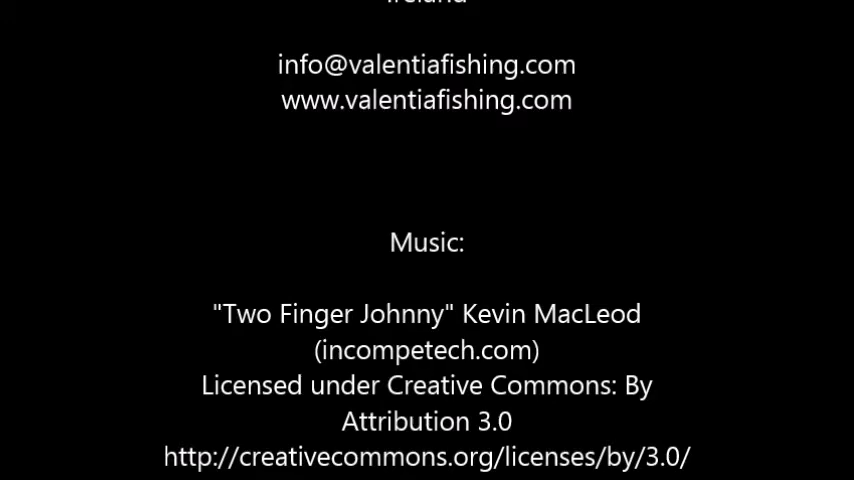 Ireland
info@valentiafishing.com
www.valentiafishing.com
Music:
"Two Finger Johnny" Kevin MacLeod
(incompetech.com)
Licensed under Creative Commons: By
Attribution 3.0
http://creativecommons.org/licenses/by/3.0/